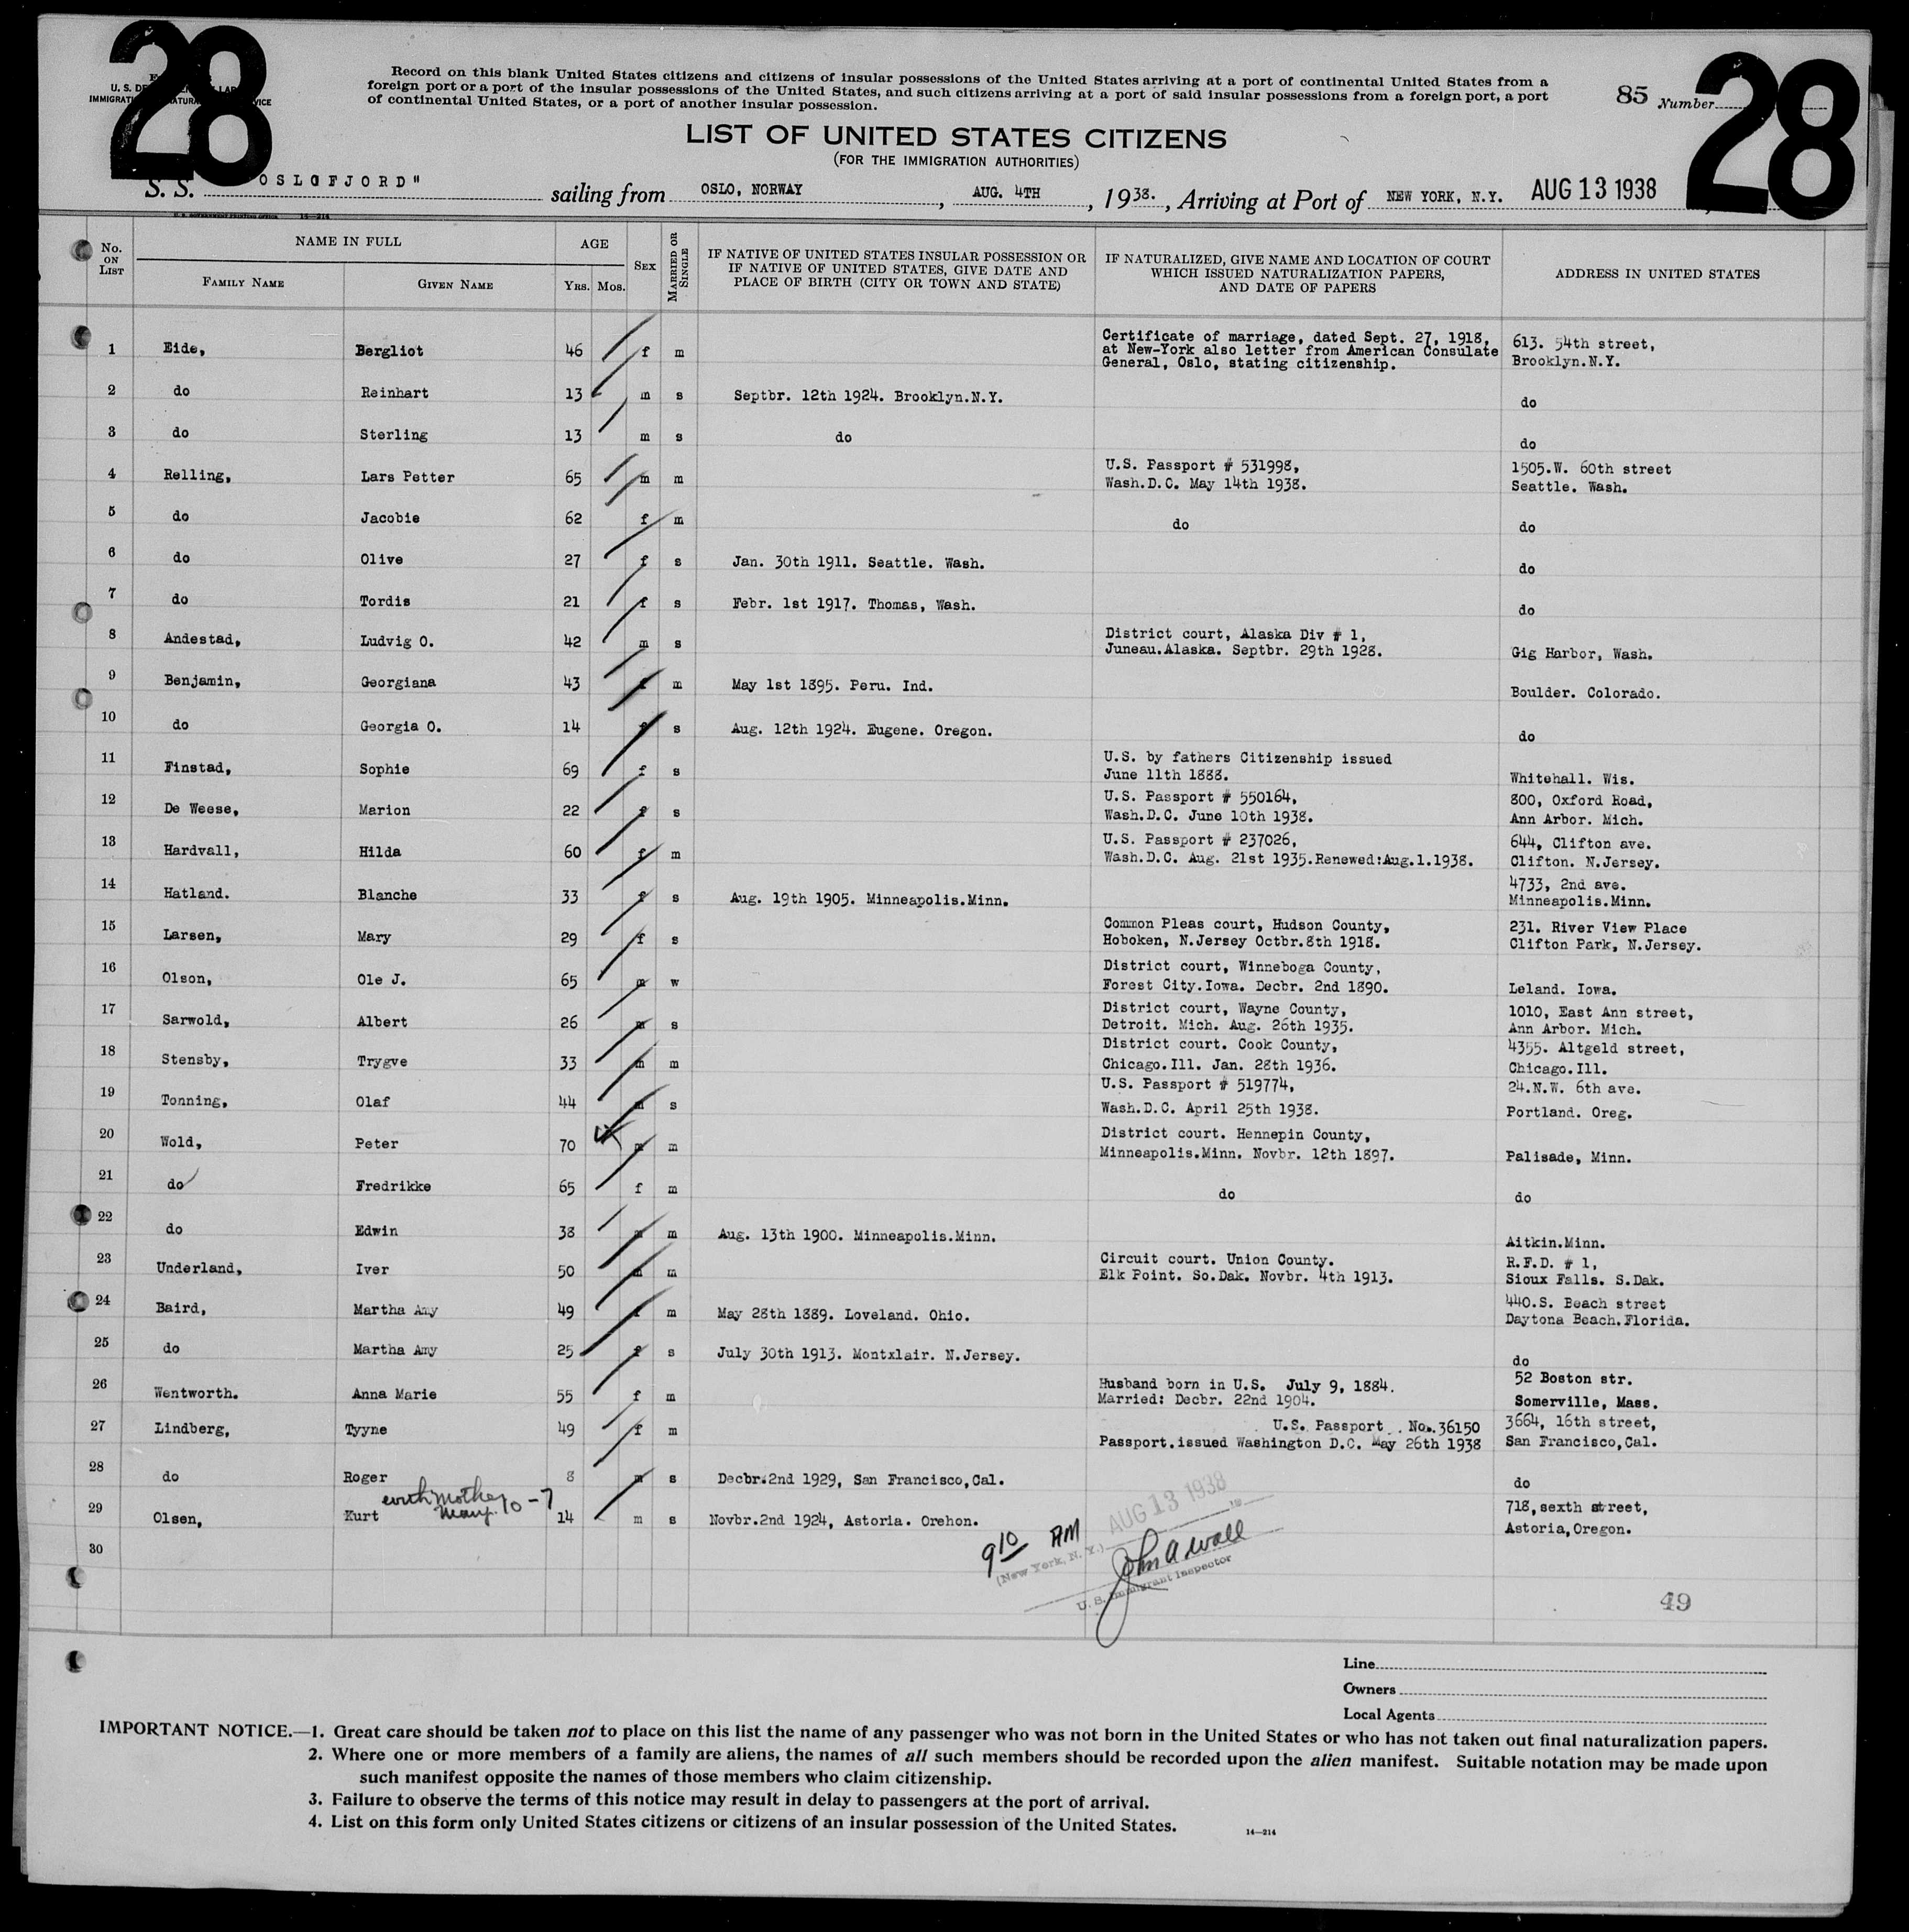 28
28
U. S. DE
IMMIGRAT
VICE
Record on this blank United States citizens and citizens of insular possessions of the United States arriving at a port of continental United States from a
foreign port or a port of the insular possessions of the United States, and such citizens arriving at a port of said insular possessions from a foreign port, a port
of continental United States, or a port of another insular possession.
85 Number
LIST OF UNITED STATES CITIZENS
(FOR THE IMMIGRATION AUTHORITIES)
S. S. OSLOFJORD" sailing from OSLO, NORWAY, AUG. 4TH, 1938., Arriving at Port of NEW YORK, N.Y. AUG 13 1938
U. S. GOVERNMENT PRINTING OFFICE 14—214
No. ON LIST NAME IN FULL FAMILY NAME GIVEN NAME AGE YRS. MOS. SEX MARRIED OR SINGLE IF NATIVE OF UNITED STATES INSULAR POSSESSION OR IF NATIVE OF UNITED STATES, GIVE DATE AND PLACE OF BIRTH (CITY OR TOWN AND STATE) IF NATURALIZED, GIVE NAME AND LOCATION OF COURT WHICH ISSUED NATURALIZATION PAPERS, AND DATE OF PAPERS ADDRESS IN UNITED STATES
1 Eide, Bergliot 46 f m Certificate of marriage, dated Sept. 27, 1918, at New-York also letter from American Consulate General, Oslo, stating citizenship. 613. 54th street, Brooklyn.N.Y.
2 do Reinhart 13 m s Septbr. 12th 1924. Brooklyn.N.Y. do
3 do Sterling 13 m s do do
4 Relling, Lars Petter 65 m m U.S. Passport # 531998, Wash.D.C. May 14th 1938. 1505.W. 60th street Seattle. Wash.
5 do Jacobie 62 f m do do
6 do Olive 27 f s Jan. 30th 1911. Seattle. Wash. do
7 do Tordis 21 f s Febr. 1st 1917. Thomas, Wash. do
8 Andestad, Ludvig O. 42 m s District court, Alaska Div # 1, Juneau.Alaska. Septbr. 29th 1928. Gig Harbor, Wash.
9 Benjamin, Georgiana 43 f m May 1st 1895. Peru. Ind. Boulder. Colorado.
10 do Georgia O. 14 f s Aug. 12th 1924. Eugene. Oregon. do
11 Finstad, Sophie 69 f s U.S. by fathers Citizenship issued June 11th 1888. Whitehall. Wis.
12 De Weese, Marion 22 f s U.S. Passport # 550164, Wash.D.C. June 10th 1938. 800, Oxford Road, Ann Arbor. Mich.
13 Hardvall, Hilda 60 f m U.S. Passport # 237026, Wash.D.C. Aug. 21st 1935.Renewed:Aug.1.1938. 644, Clifton ave. Clifton. N.Jersey.
14 Hatland. Blanche 33 f s Aug. 19th 1905. Minneapolis.Minn. 4733, 2nd ave. Minneapolis.Minn.
15 Larsen, Mary 29 f s Common Pleas court, Hudson County, Hoboken, N.Jersey Octbr.8th 1918. 231. River View Place Clifton Park, N.Jersey.
16 Olson, Ole J. 65 m w District court, Winneboga County, Forest City.Iowa. Decbr. 2nd 1890. Leland. Iowa.
17 Sarwold, Albert 26 m s District court, Wayne County, Detroit. Mich. Aug. 26th 1935. 1010, East Ann street, Ann Arbor. Mich.
18 Stensby, Trygve 33 m m District court. Cook County, Chicago.Ill. Jan. 28th 1936. 4355. Altgeld street, Chicago.Ill.
19 Tonning, Olaf 44 m s U.S. Passport # 519774, Wash.D.C. April 25th 1938. 24.N.W. 6th ave. Portland. Oreg.
20 Wold, Peter 70 m m District court. Hennepin County, Minneapolis.Minn. Novbr. 12th 1897. Palisade, Minn.
21 do Fredrikke 65 f m do do
22 do Edwin 38 m m Aug. 13th 1900. Minneapolis.Minn. Aitkin.Minn.
23 Underland, Iver 50 m m Circuit court. Union County. Elk Point. So.Dak. Novbr. 4th 1913. R.F.D. # 1, Sioux Falls. S.Dak.
24 Baird, Martha Amy 49 f m May 28th 1889. Loveland. Ohio. 440.S. Beach street Daytona Beach.Florida.
25 do Martha Amy 25 f s July 30th 1913. Montxlair. N.Jersey. do
26 Wentworth. Anna Marie 55 f m Husband born in U.S. July 9, 1884. Married: Decbr. 22nd 1904. 52 Boston str. Somerville, Mass.
27 Lindberg, Tyyne 49 f m U.S. Passport No. 36150 Passport.issued Washington D.C. May 26th 1938 3664, 16th street, San Francisco,Cal.
28 do Roger 8 m s Decbr.2nd 1929, San Francisco,Cal. do
with mother
29 Olsen, Kurt 14 m s Novbr.2nd 1924, Astoria. Orehon. 718, sexth street, Astoria,Oregon.
30
9 10 AM
AUG 13 1938
(New York, N. Y.)
John A Wall
U. S. Immigrant Inspector
49
Line
Owners
Local Agents
IMPORTANT NOTICE.—1. Great care should be taken not to place on this list the name of any passenger who was not born in the United States or who has not taken out final naturalization papers.
2. Where one or more members of a family are aliens, the names of all such members should be recorded upon the alien manifest. Suitable notation may be made upon
such manifest opposite the names of those members who claim citizenship.
3. Failure to observe the terms of this notice may result in delay to passengers at the port of arrival.
4. List on this form only United States citizens or citizens of an insular possession of the United States.
14—214